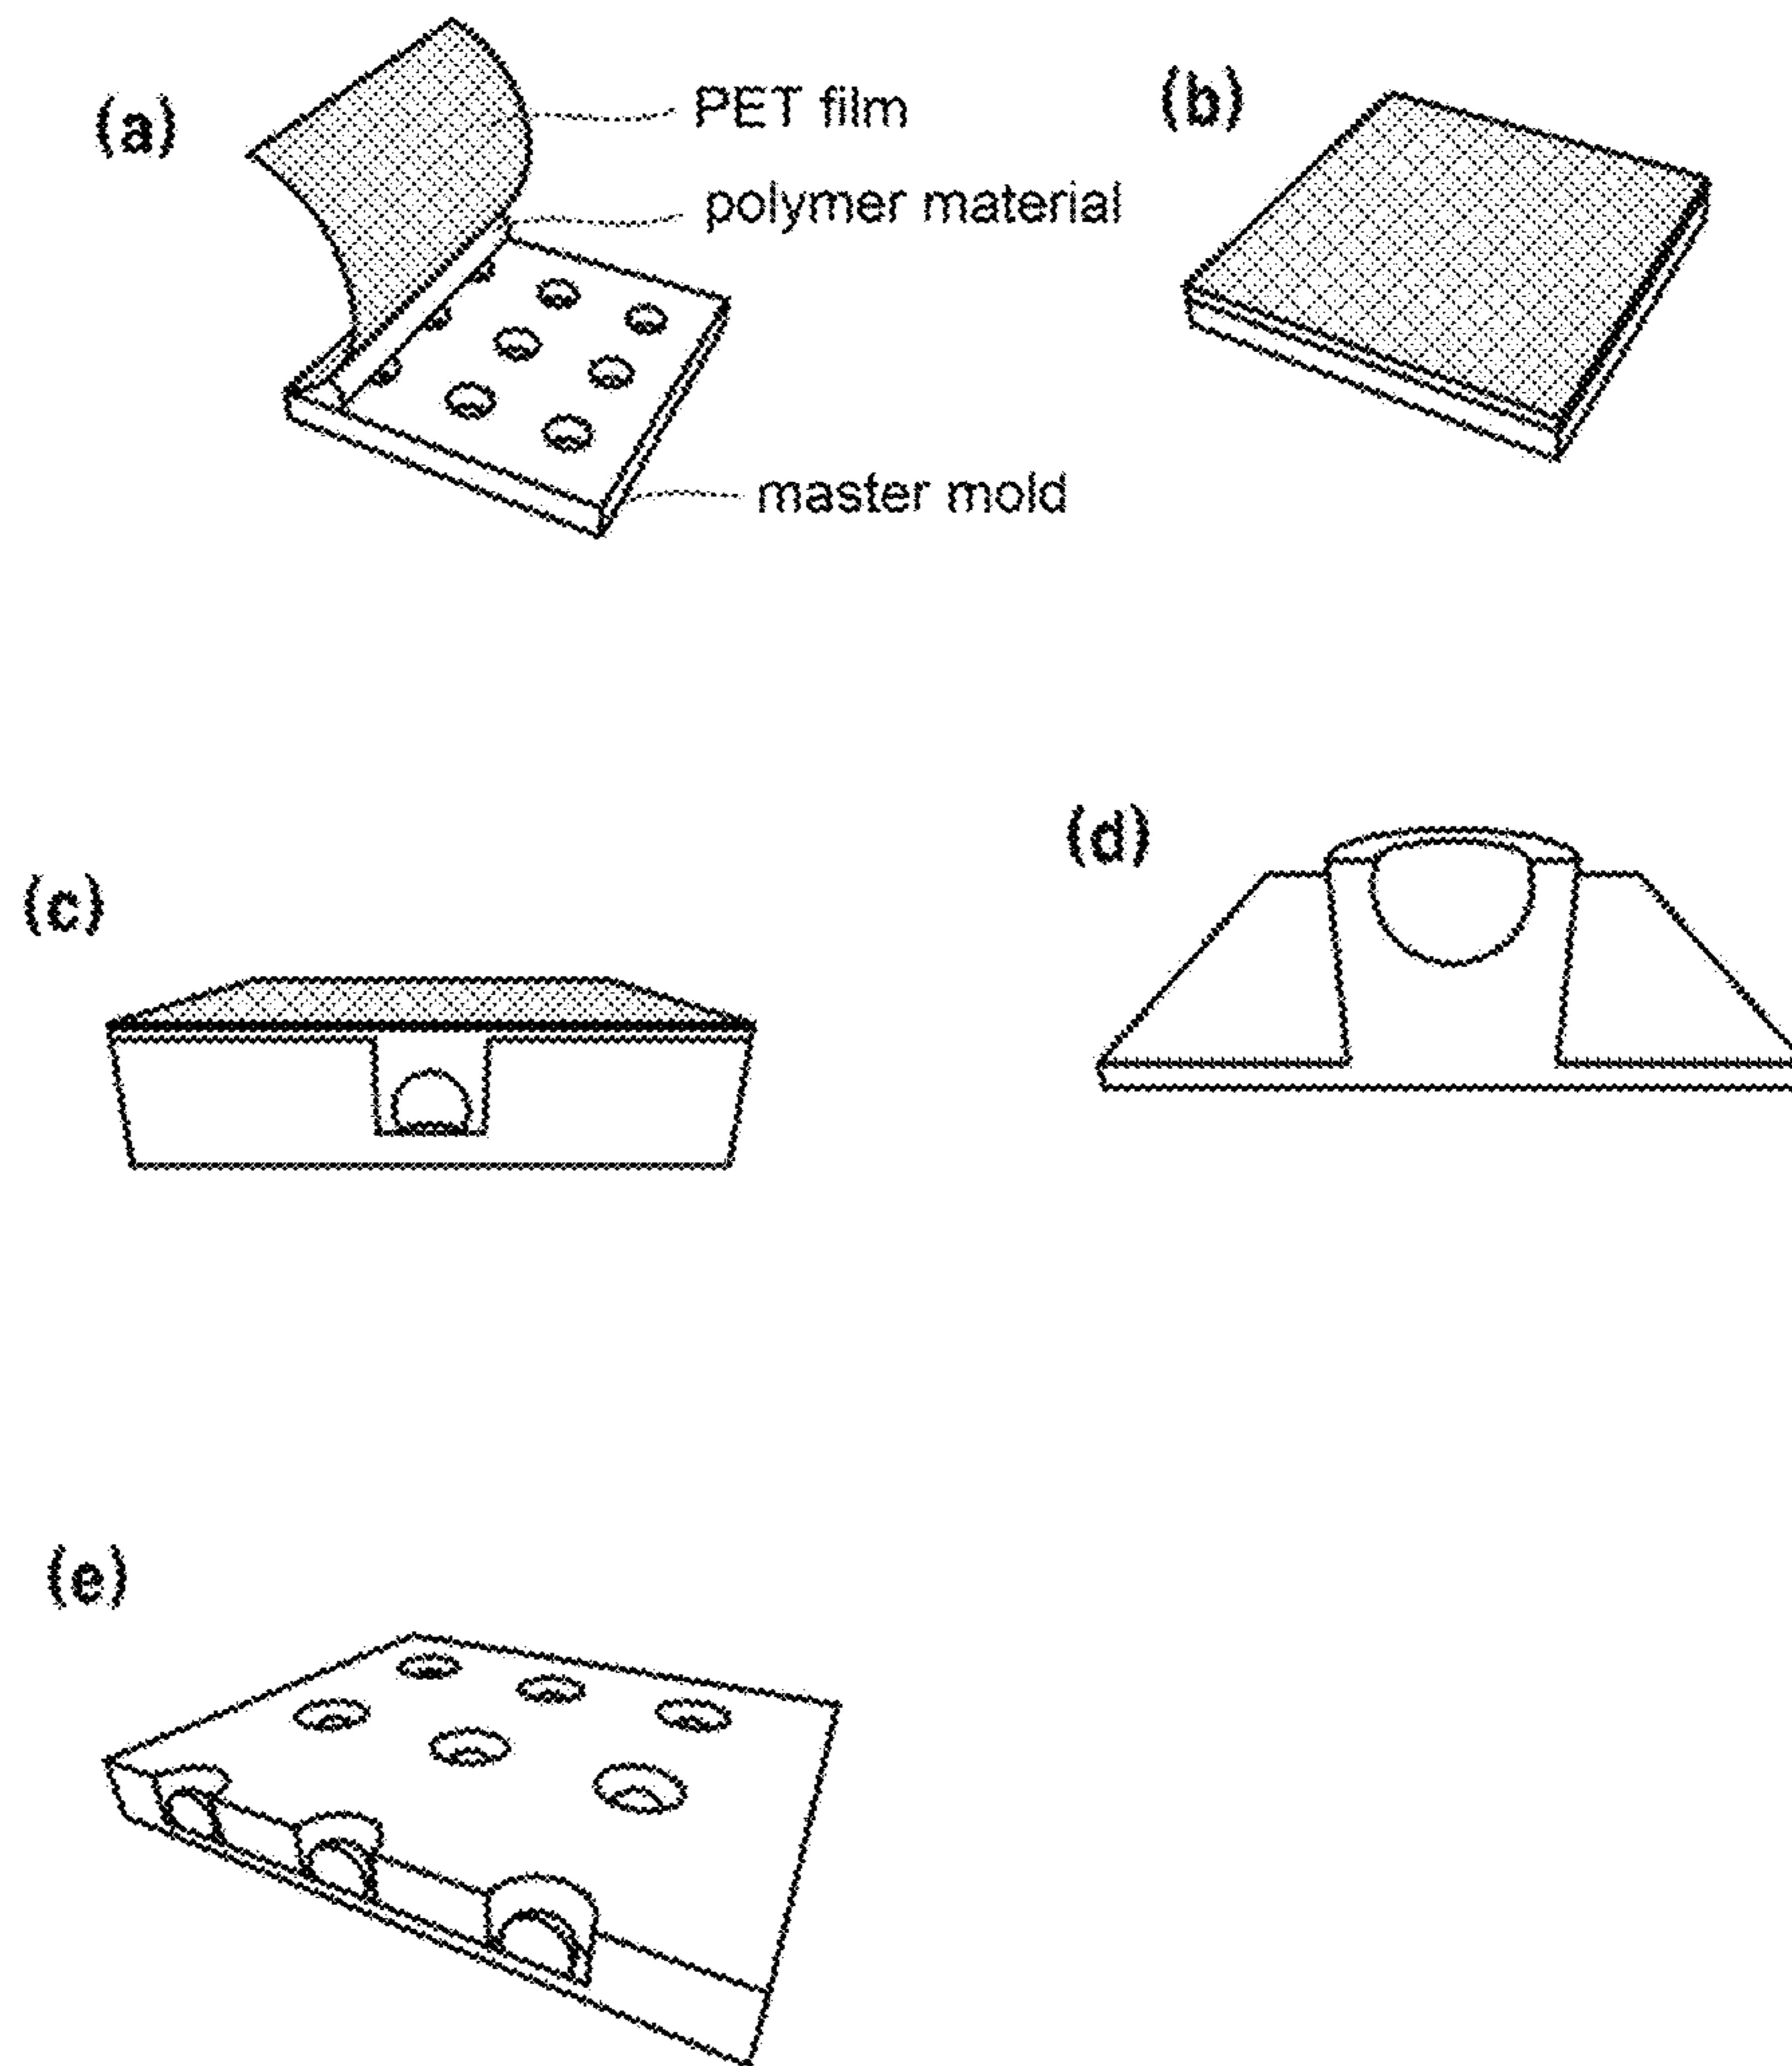 (a)
PET film
polymer material
master mold
(b)
(c)
(d)
(e)